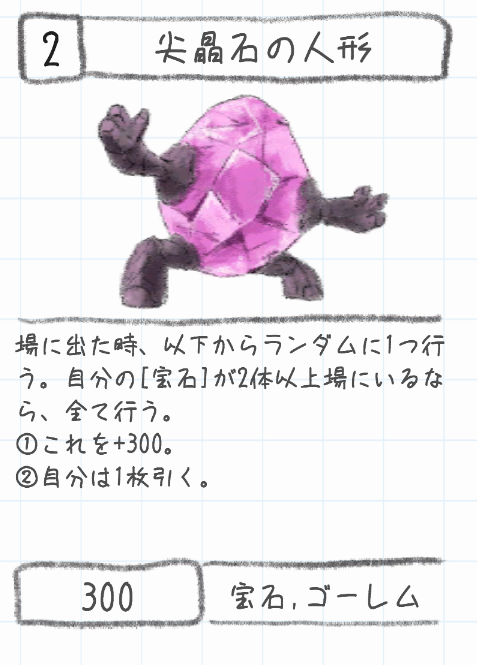 2
尖晶石の人形
場に出た時、以下からランダムに1つ行
う。自分の[宝石]が2体以上場にいるな
ら、全て行う。
①これを+300。
②自分は1枚引く。
300
宝石,ゴーレム